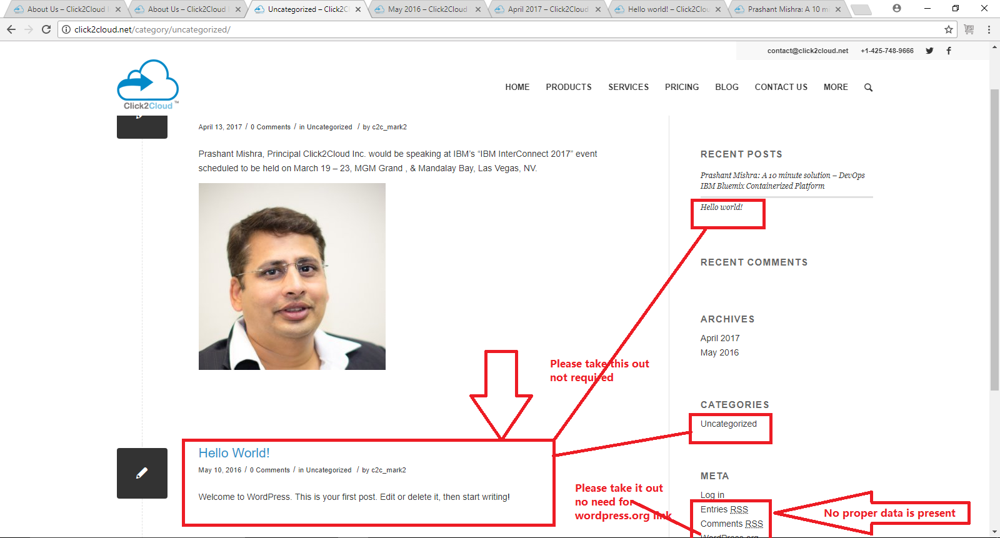 About Us – Click2Cloud
About Us – Click2Cloud
Uncategorized – Click2C
May 2016 – Click2Cloud
April 2017 – Click2Cloud
Hello world! – Click2Clo
Prashant Mishra: A 10 m
click2cloud.net/category/uncategorized/
contact@click2cloud.net +1-425-748-9666
Click2Cloud™
HOME PRODUCTS SERVICES PRICING BLOG CONTACT US MORE
April 13, 2017 / 0 Comments / in Uncategorized / by c2c_mark2
Prashant Mishra, Principal Click2Cloud Inc. would be speaking at IBM’s “IBM InterConnect 2017” event
scheduled to be held on March 19 – 23, MGM Grand , & Mandalay Bay, Las Vegas, NV.
Please take this out
not required
Hello World!
May 10, 2016 / 0 Comments / in Uncategorized / by c2c_mark2
Welcome to WordPress. This is your first post. Edit or delete it, then start writing!
RECENT POSTS
Prashant Mishra: A 10 minute solution – DevOps
IBM Bluemix Containerized Platform
Hello world!
RECENT COMMENTS
ARCHIVES
April 2017
May 2016
CATEGORIES
Uncategorized
META
Log in
Entries RSS
Comments RSS
WordPress.org
Please take it out
no need for
wordpress.org link
No proper data is present